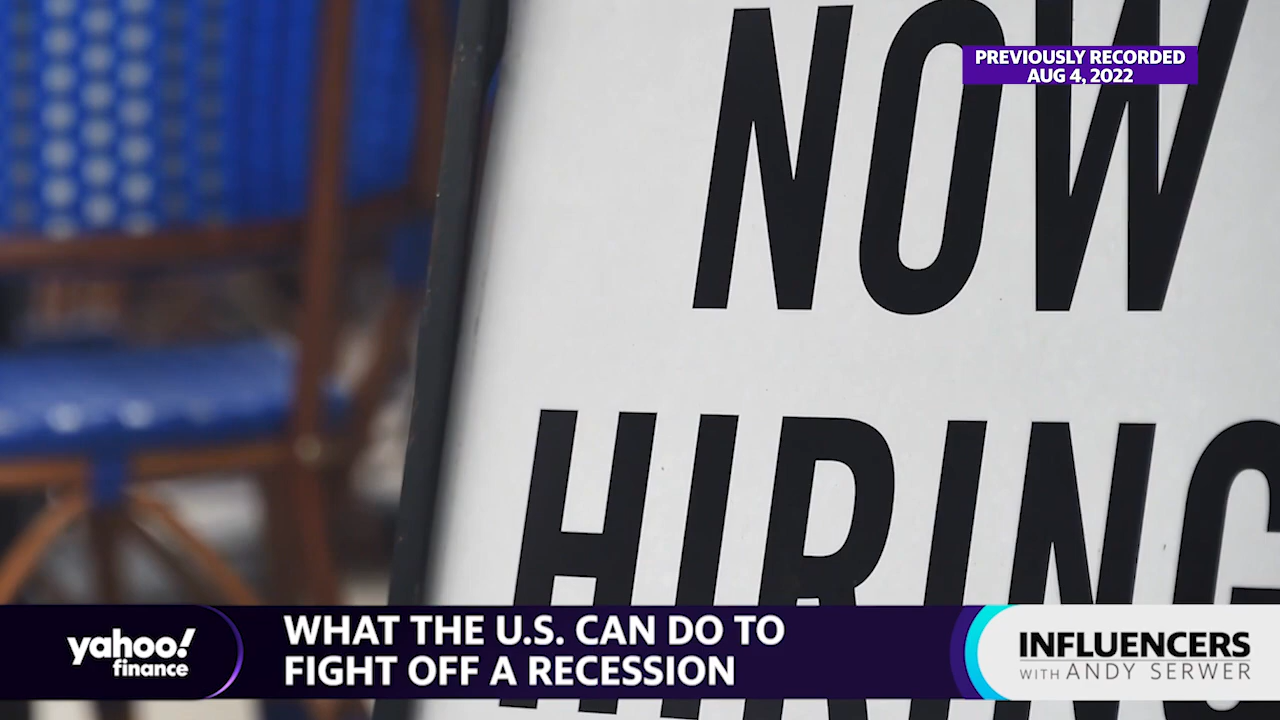 PREVIOUSLY RECORDED
AUG 4, 2022
NOW
HIRING
yahoo!
finance
WHAT THE U.S. CAN DO TO
FIGHT OFF A RECESSION
INFLUENCERS
WITH ANDY SERWER